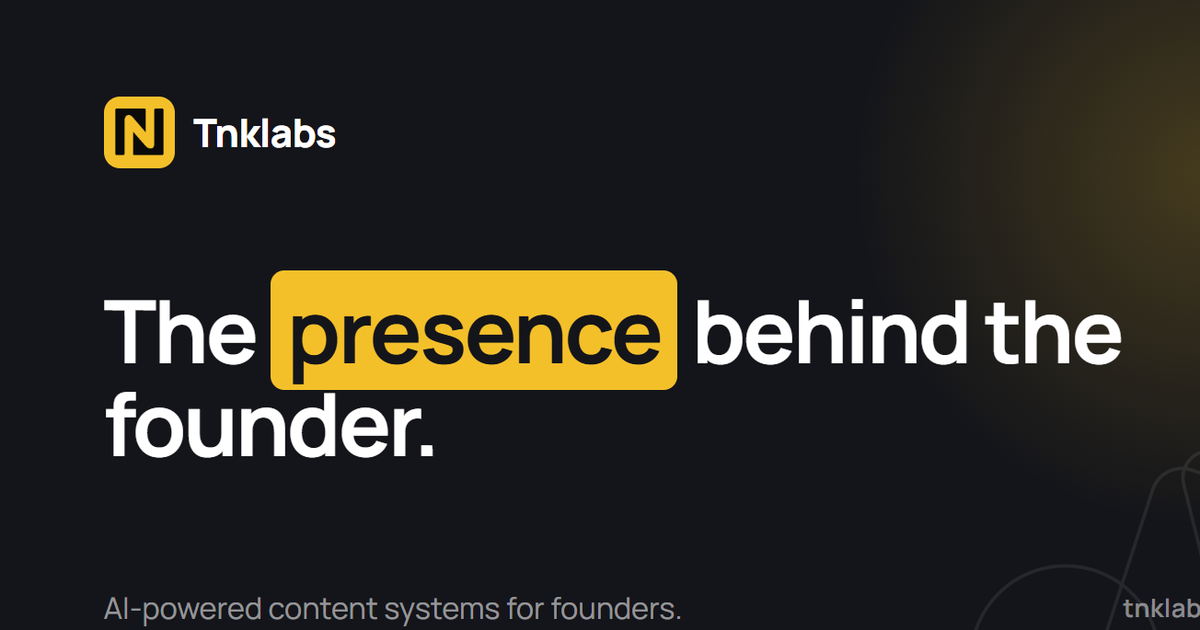 N
Tnklabs
The presence behind the
founder.
AI-powered content systems for founders.
tnklab